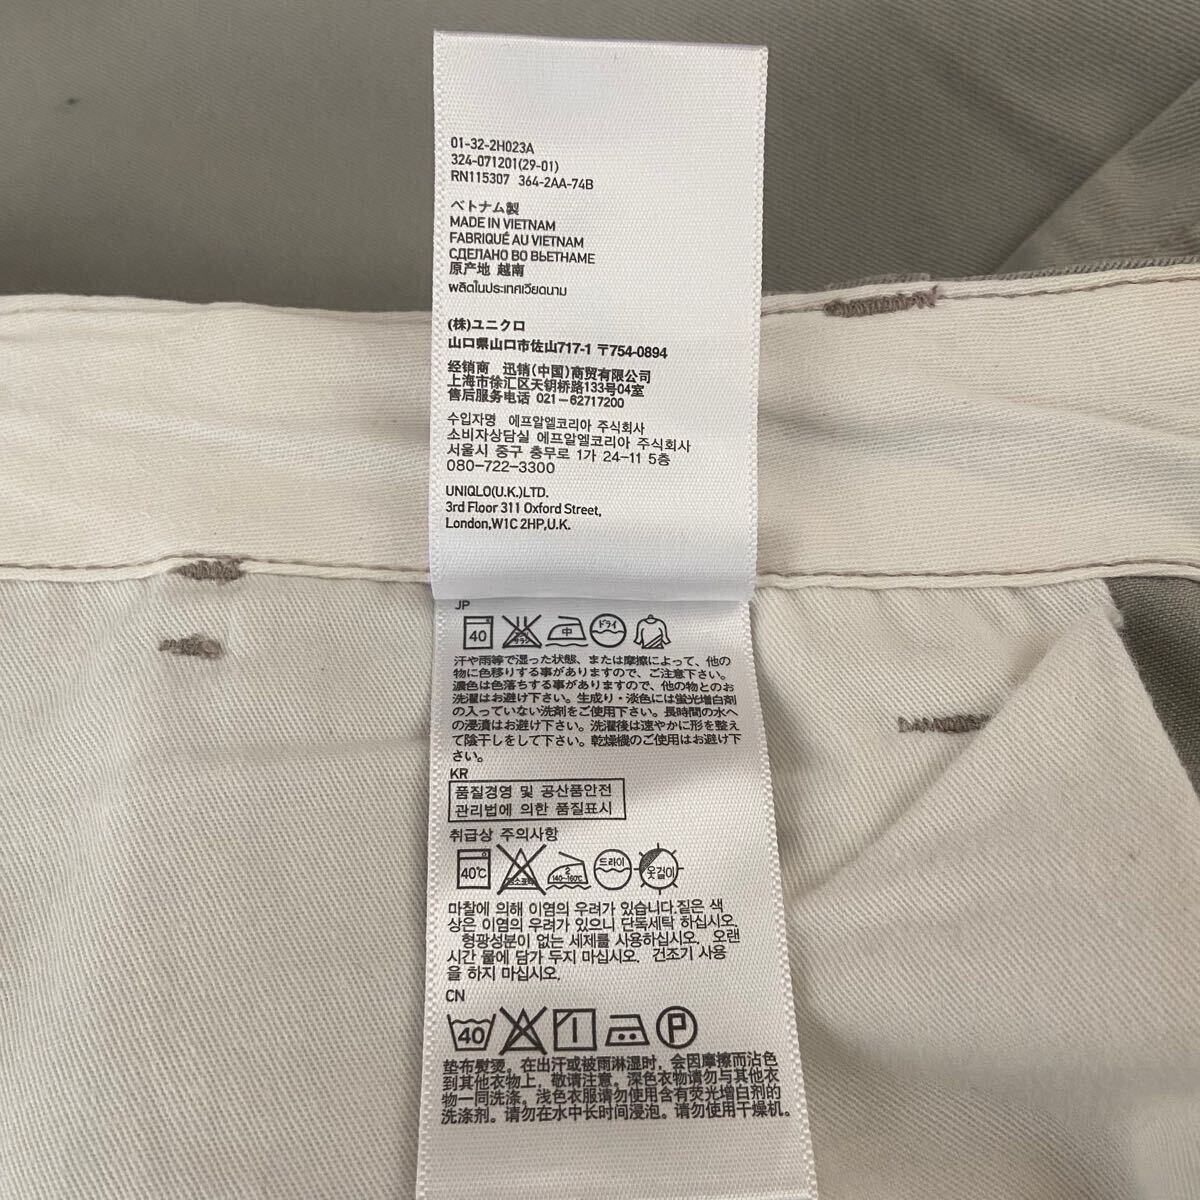 01-32-2H023A
324-071201(29-01)
RN115307 364-2AA-74B
ベトナム製
MADE IN VIETNAM
FABRIQUÉ AU VIETNAM
СДЕЛАНО ВО ВЬЕТНАМЕ
原产地 越南
ผลิตในประเทศเวียดนาม
(株)ユニクロ
山口県山口市佐山717-1 〒754-0894
经销商 迅销(中国)商贸有限公司
上海市徐汇区天钥桥路133号04室
售后服务电话 021-62717200
수입자명 에프알엘코리아 주식회사
소비자상담실 에프알엘코리아 주식회사
서울시 중구 충무로 1가 24-11 5층
080-722-3300
UNIQLO(U.K.)LTD.
3rd Floor 311 Oxford Street,
London,W1C 2HP,U.K.
JP
40 中 ドライ
汗や雨等で湿った状態、または摩擦によって、他の
物に色移りする事がありますので、ご注意下さい。
濃色は色落ちする事がありますので、他の物とのお
洗濯はお避け下さい。生成り・淡色には蛍光増白剤
の入っていない洗剤をご使用下さい。長時間の水へ
の浸漬はお避け下さい。洗濯後は速やかに形を整え
て陰干しをして下さい。乾燥機のご使用はお避け下
さい。
KR
품질경영 및 공산품안전
관리법에 의한 품질표시
취급상 주의사항
40℃ 2 140~160℃ 드라이 옷걸이
마찰에 의해 이염의 우려가 있습니다.짙은 색
상은 이염의 우려가 있으니 단독세탁 하십시오.
형광성분이 없는 세제를 사용하십시오. 오랜
시간 물에 담가 두지 마십시오. 건조기 사용
을 하지 마십시오.
CN
40 P
垫布熨烫。在出汗或被雨淋湿时，会因摩擦而沾色
到其他衣物上，敬请注意。深色衣物请勿与其他衣
物一同洗涤。浅色衣服请勿使用含有荧光增白剂的
洗涤剂。请勿在水中长时间浸泡。请勿使用干燥机。